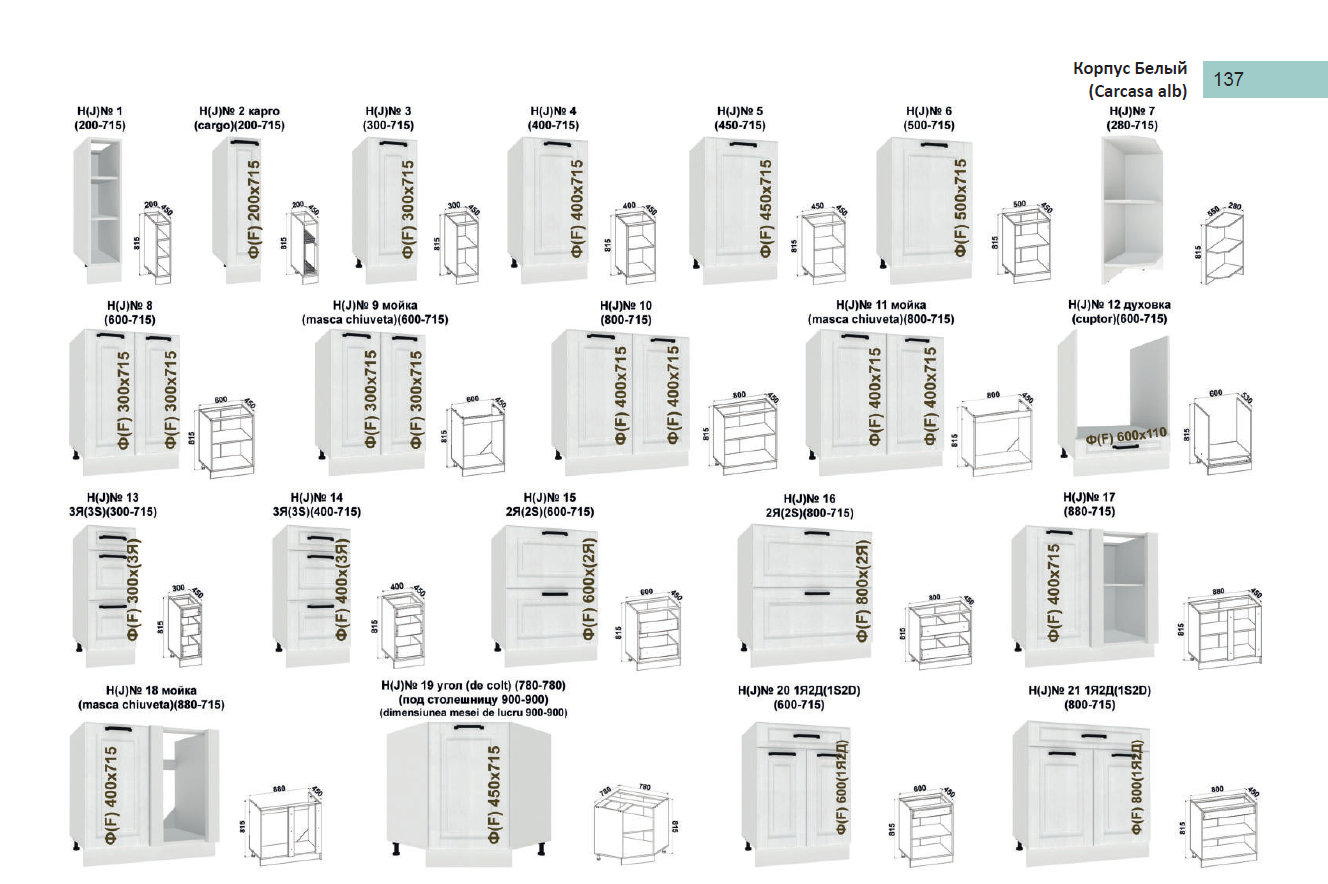 Корпус Белый
(Carcasa alb)
137
Н(J)№ 1
(200-715)
Н(J)№ 2 карго
(cargo)(200-715)
Н(J)№ 3
(300-715)
Н(J)№ 4
(400-715)
Н(J)№ 5
(450-715)
Н(J)№ 6
(500-715)
Н(J)№ 7
(280-715)
200 450
815
Ф(F) 200x715
200 450
815
Ф(F) 300x715
300 450
815
Ф(F) 400x715
400 450
815
Ф(F) 450x715
450 450
815
Ф(F) 500x715
500 450
815
550 280
815
Н(J)№ 8
(600-715)
Н(J)№ 9 мойка
(masca chiuveta)(600-715)
Н(J)№ 10
(800-715)
Н(J)№ 11 мойка
(masca chiuveta)(800-715)
Н(J)№ 12 духовка
(cuptor)(600-715)
Ф(F) 300x715
Ф(F) 300x715
600 450
815
Ф(F) 300x715
Ф(F) 300x715
600 450
815
Ф(F) 400x715
Ф(F) 400x715
800 450
815
Ф(F) 400x715
Ф(F) 400x715
800 450
815
Ф(F) 600x110
600 530
815
Н(J)№ 13
3Я(3S)(300-715)
Н(J)№ 14
3Я(3S)(400-715)
Н(J)№ 15
2Я(2S)(600-715)
Н(J)№ 16
2Я(2S)(800-715)
Н(J)№ 17
(880-715)
Ф(F) 300x(3Я)
300 450
815
Ф(F) 400x(3Я)
400 450
815
Ф(F) 600x(2Я)
600 450
815
Ф(F) 800x(2Я)
800 450
815
Ф(F) 400x715
880 450
815
Н(J)№ 18 мойка
(masca chiuveta)(880-715)
Н(J)№ 19 угол (de colt) (780-780)
(под столешницу 900-900)
(dimensiunea mesei de lucru 900-900)
Н(J)№ 20 1Я2Д(1S2D)
(600-715)
Н(J)№ 21 1Я2Д(1S2D)
(800-715)
Ф(F) 400x715
880 450
815
Ф(F) 450x715
780 780
815
Ф(F) 600(1Я2Д)
600 450
815
Ф(F) 800(1Я2Д)
800 450
815